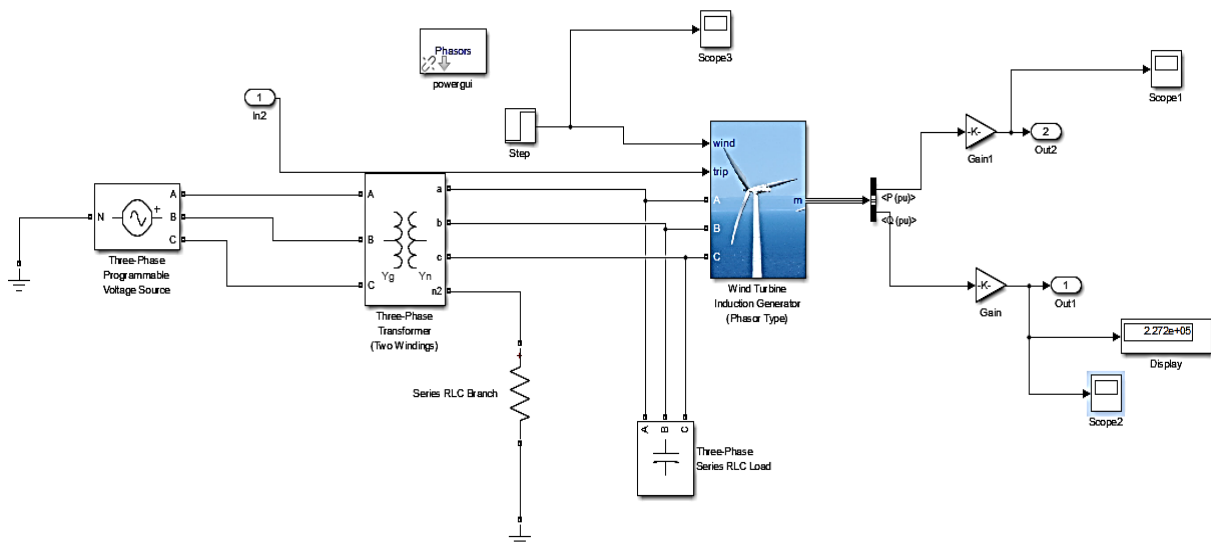 Scope3
Phasors
powergui
Scope1
1
In2
Step
wind
trip
A
B
C
m
-K-
Gain1
2
Out2
<P (pu)>
<Q (pu)>
N
+
A
B
C
Three-Phase
Programmable
Voltage Source
A
B
C
a
b
c
n2
Yg
Yn
Three-Phase
Transformer
(Two Windings)
Wind Turbine
Induction Generator
(Phasor Type)
-K-
Gain
1
Out1
2.272e+05
Display
Scope2
+
Series RLC Branch
A
B
C
Three-Phase
Series RLC Load